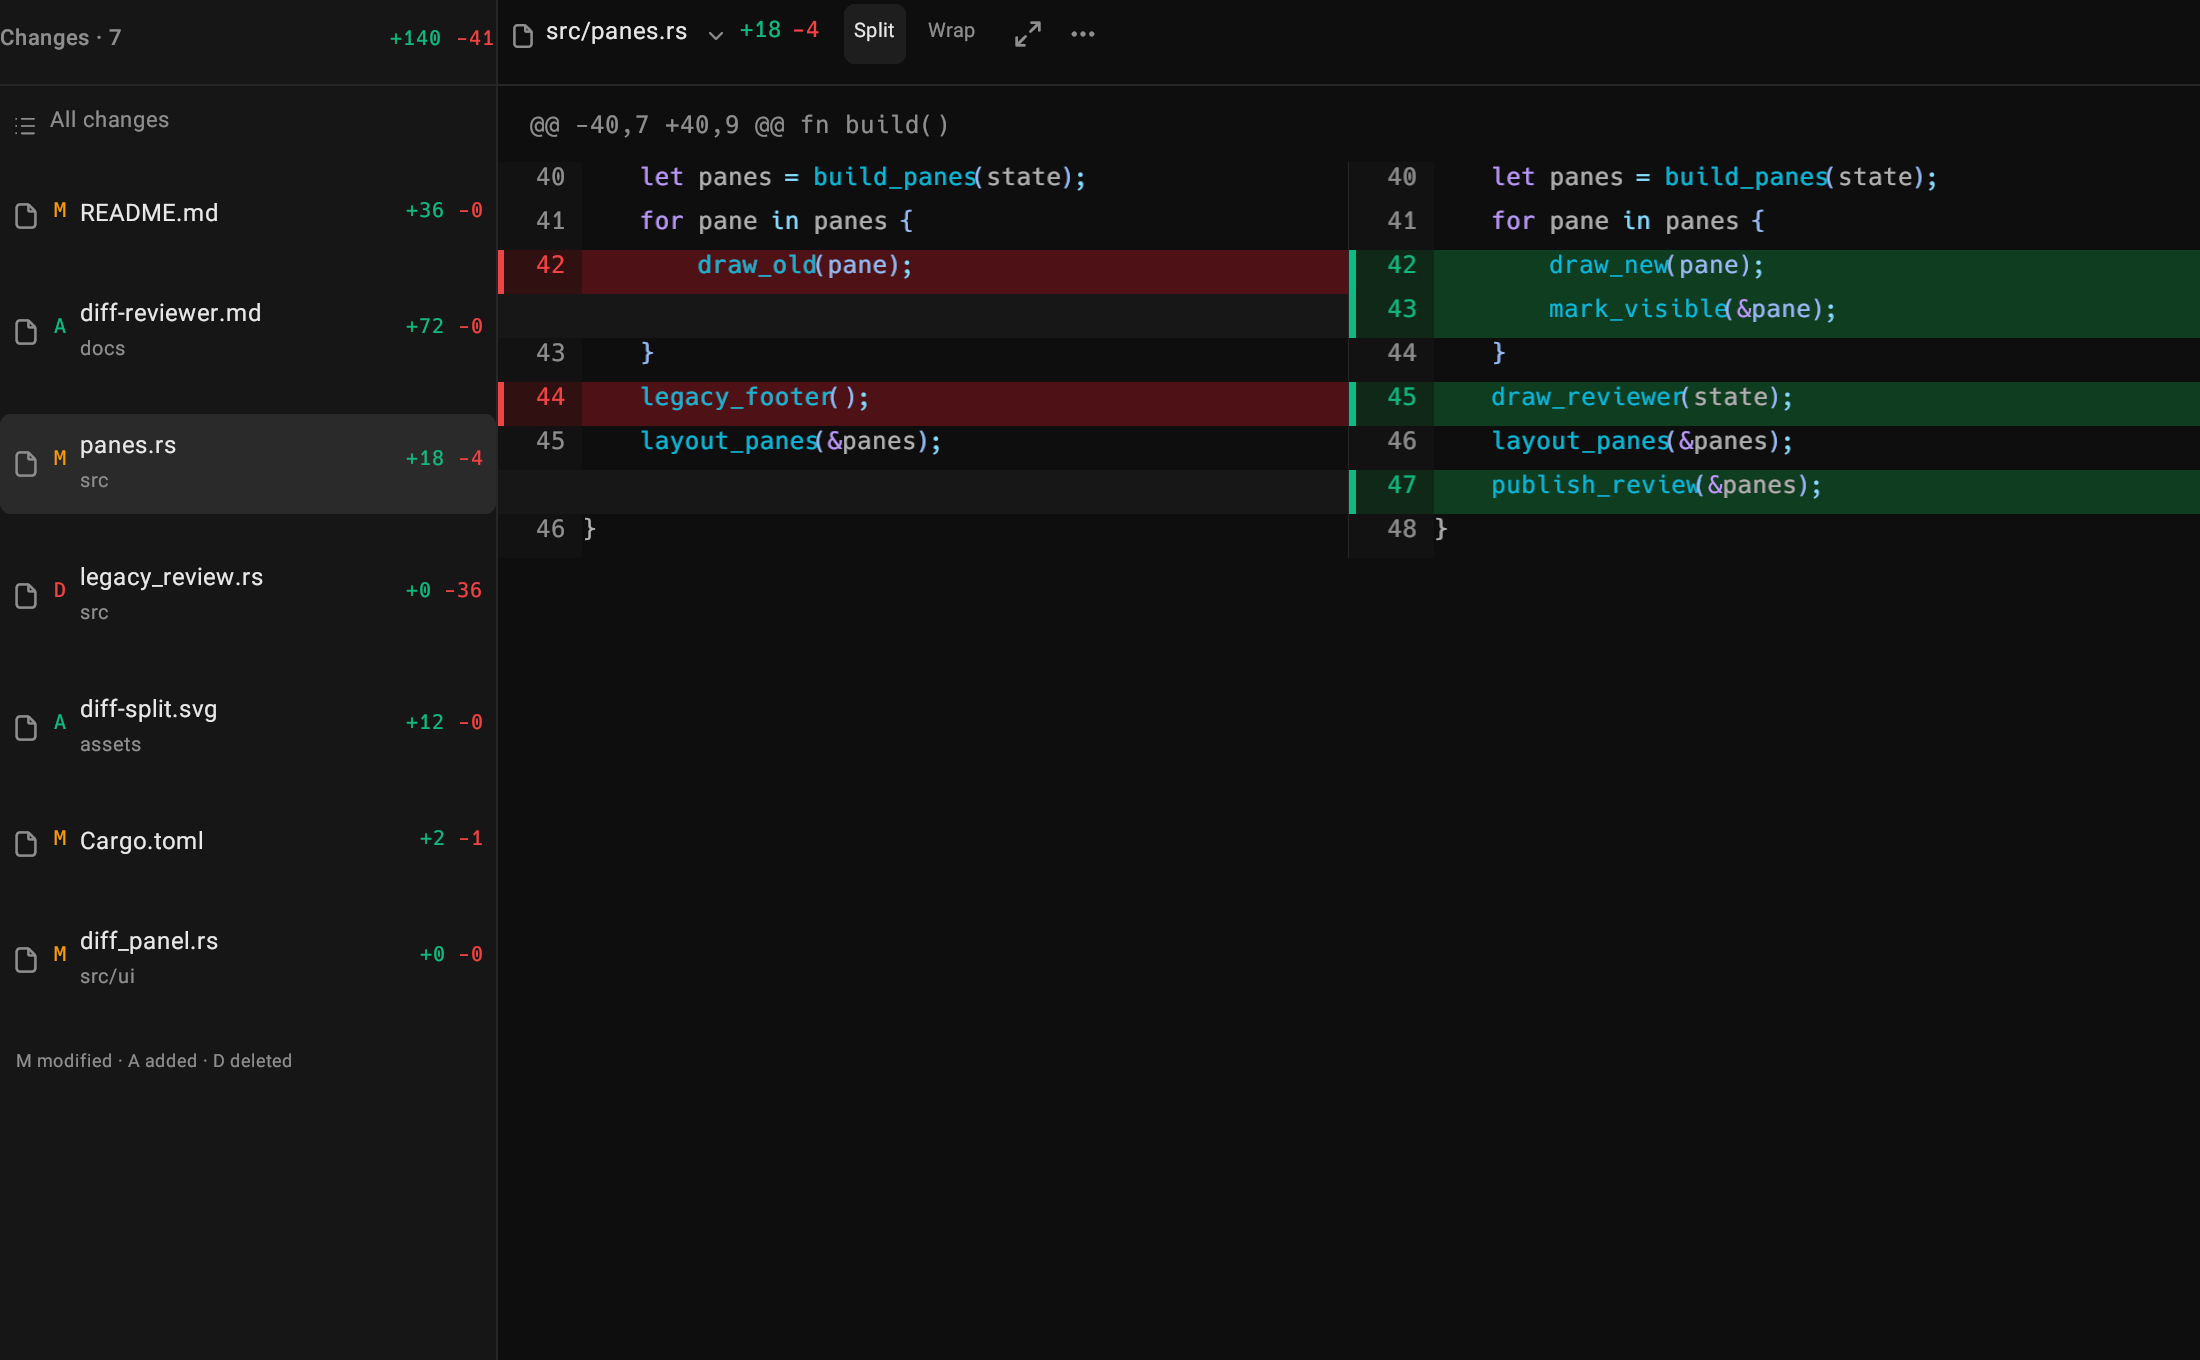 Changes · 7 +140 -41
All changes
M README.md +36 -0
A diff-reviewer.md +72 -0
docs
M panes.rs +18 -4
src
D legacy_review.rs +0 -36
src
A diff-split.svg +12 -0
assets
M Cargo.toml +2 -1
M diff_panel.rs +0 -0
src/ui
M modified · A added · D deleted
src/panes.rs +18 -4 Split Wrap
@@ -40,7 +40,9 @@ fn build()
40 let panes = build_panes(state);
41 for pane in panes {
42 draw_old(pane);
43 }
44 legacy_footer();
45 layout_panes(&panes);
46 }
40 let panes = build_panes(state);
41 for pane in panes {
42 draw_new(pane);
43 mark_visible(&pane);
44 }
45 draw_reviewer(state);
46 layout_panes(&panes);
47 publish_review(&panes);
48 }